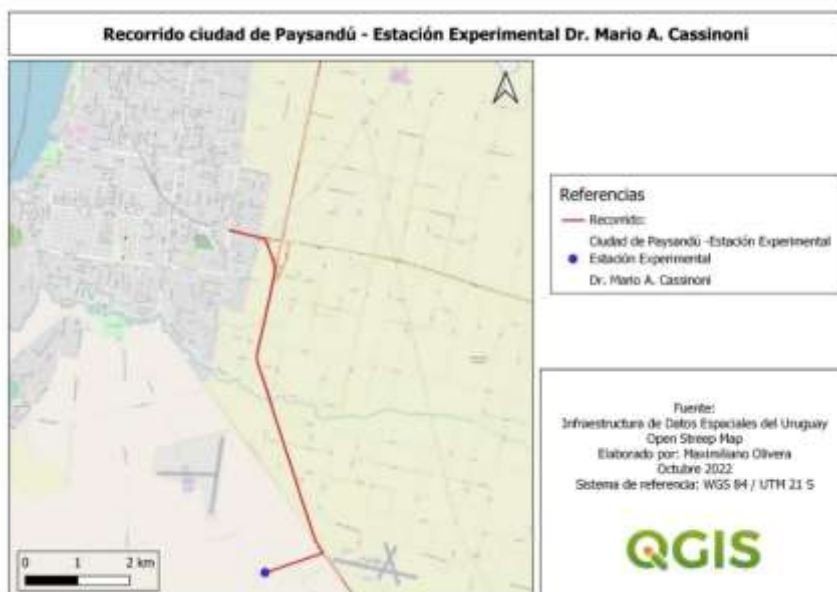 Recorrido ciudad de Paysandú - Estación Experimental Dr. Mario A. Cassinoni
Referencias
Recorrido:
Ciudad de Paysandú -Estación Experimental
Estación Experimental
Dr. Mario A. Cassinoni
Fuente:
Infraestructura de Datos Espaciales del Uruguay
Open Streep Map
Elaborado por: Maximiliano Olivera
Octubre 2022
Sistema de referencia: WGS 84 / UTM 21 S
QGIS
0 1 2 km